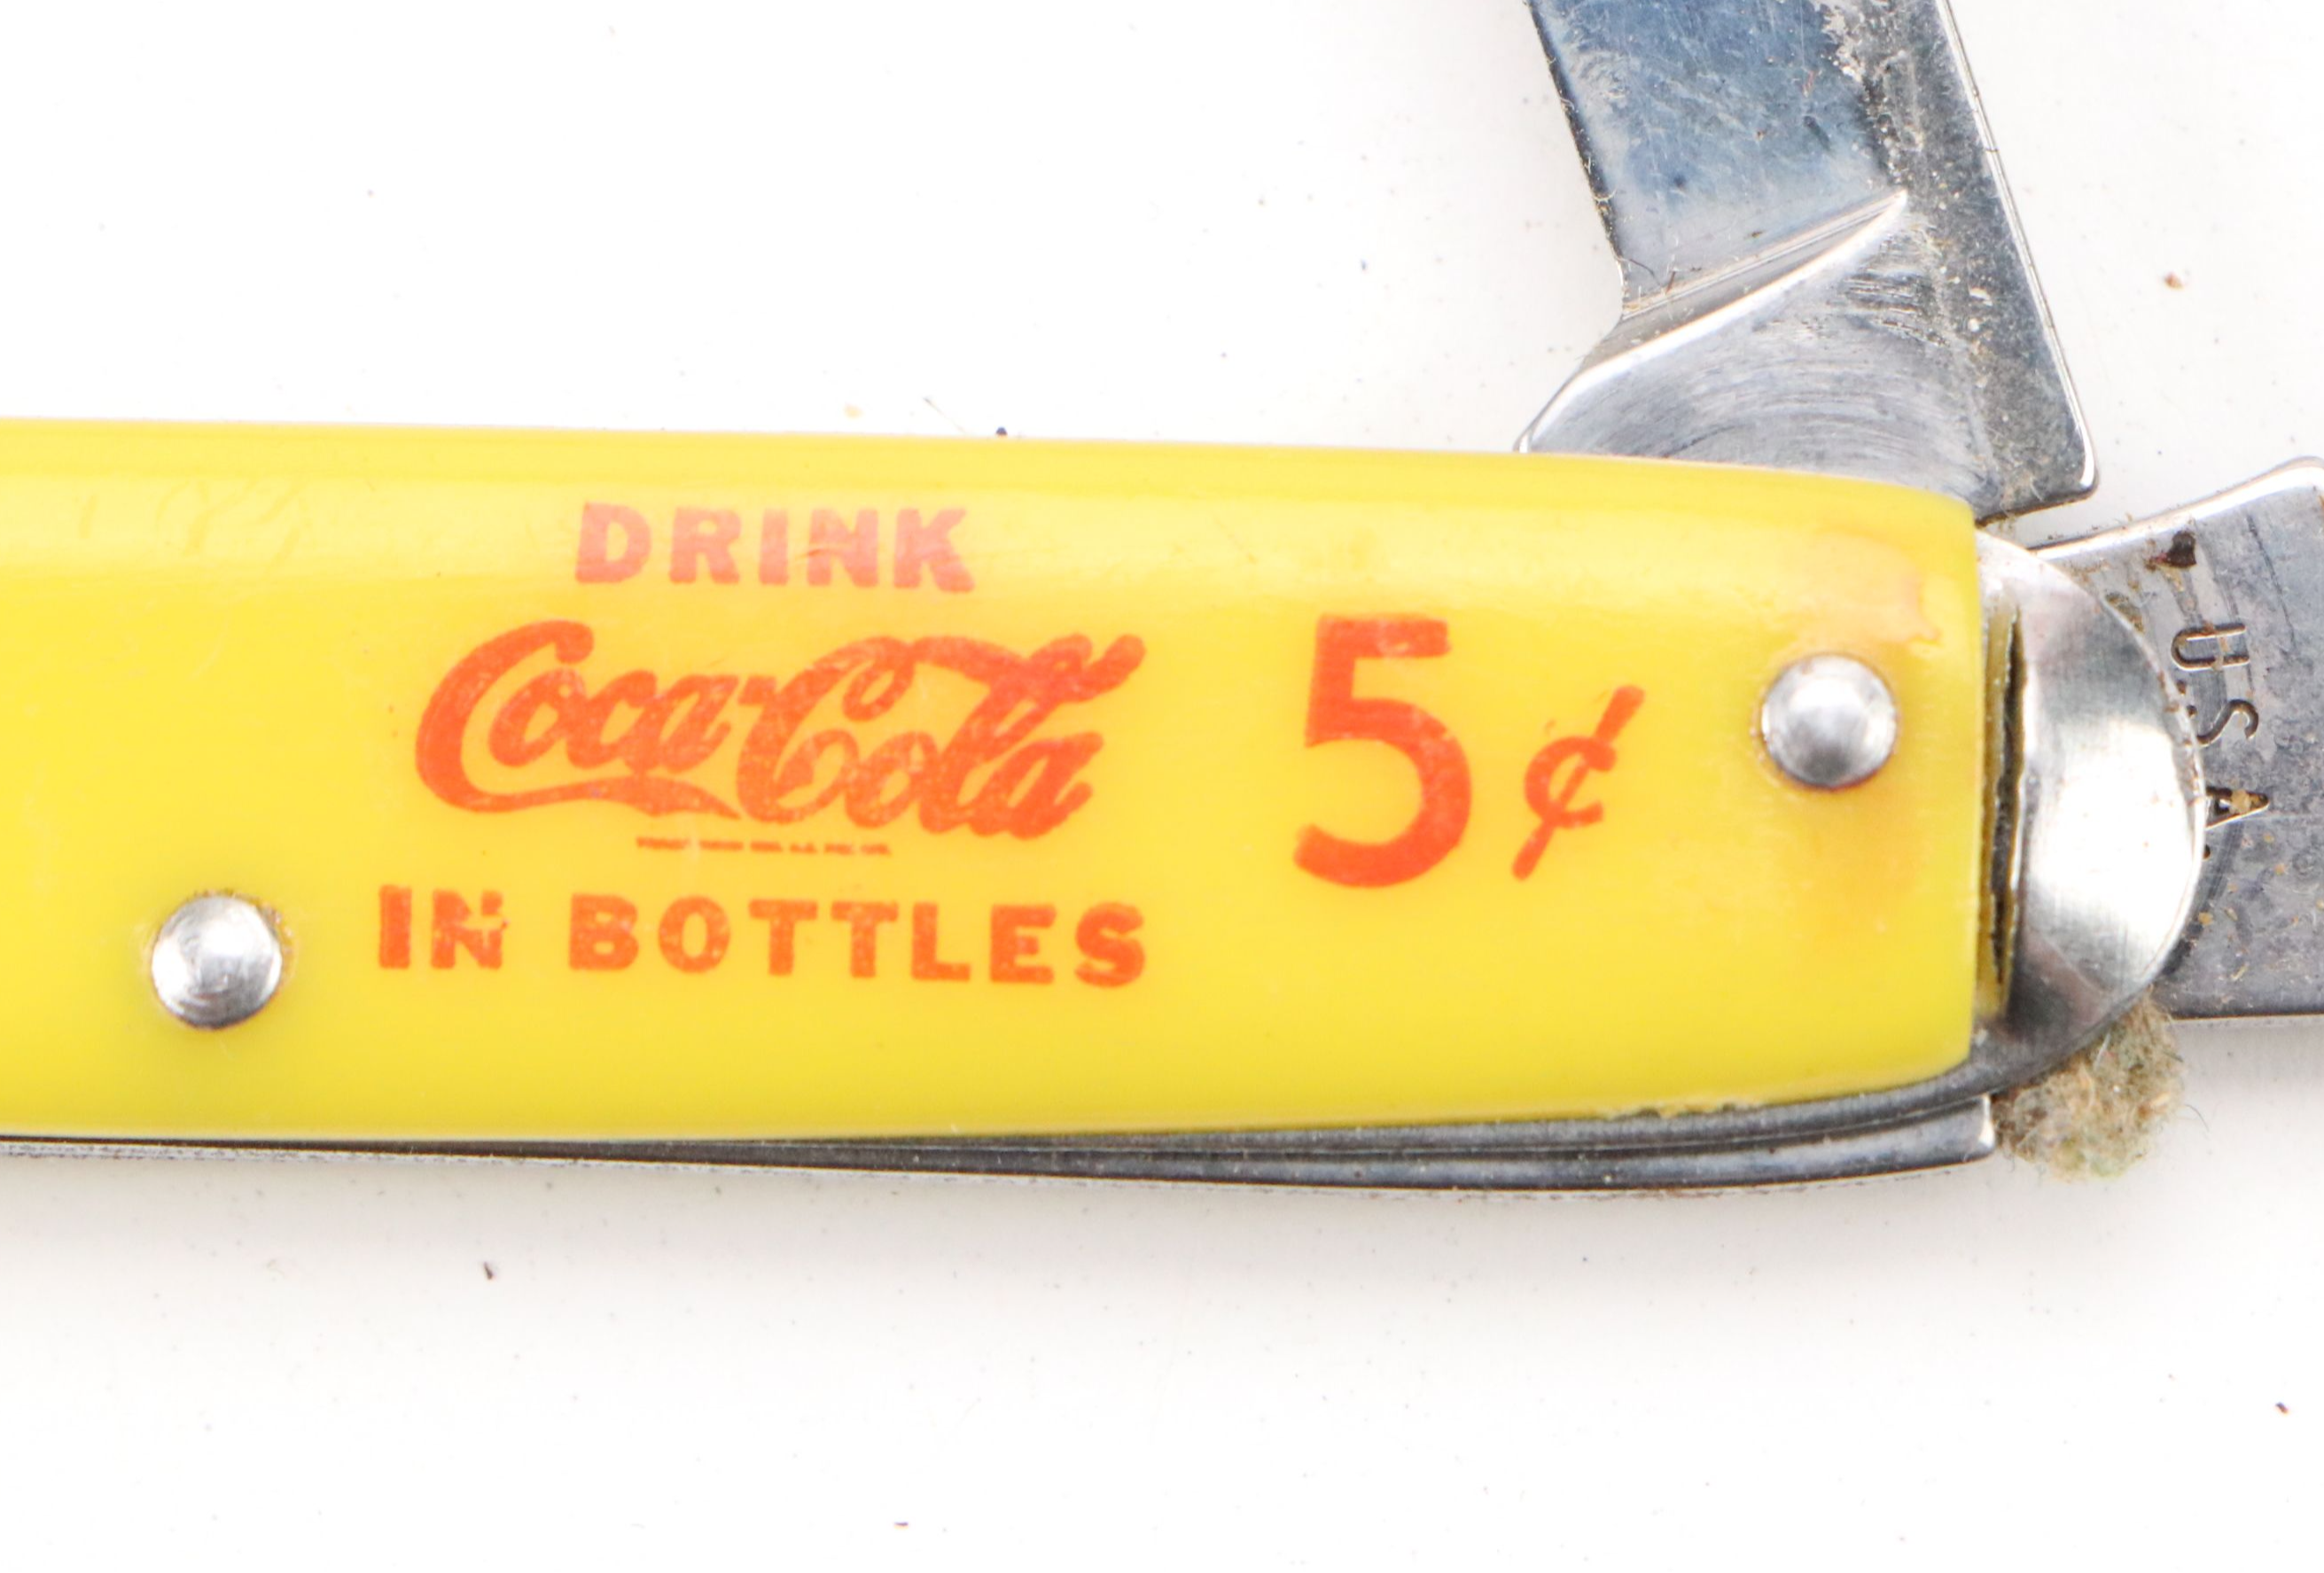 DRINK
Coca-Cola
IN BOTTLES
5¢
U.S.A.